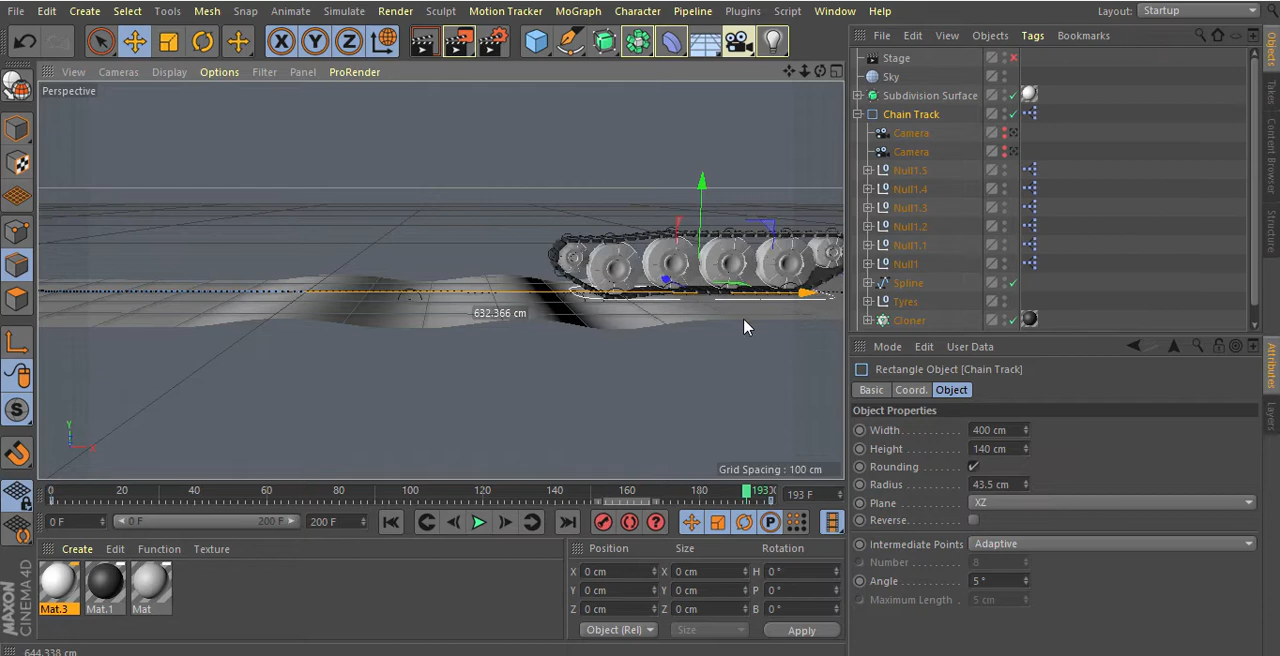 File Edit Create Select Tools Mesh Snap Animate Simulate Render Sculpt Motion Tracker MoGraph Character Pipeline Plugins Script Window Help Layout: Startup
File Edit View Objects Tags Bookmarks
View Cameras Display Options Filter Panel ProRender
Perspective
Stage
Sky
Subdivision Surface
Chain Track
Camera
Camera
Null1.5
Null1.4
Null1.3
Null1.2
Null1.1
Null1
Spline
Tyres
Cloner
632.366 cm
Y
X
Grid Spacing : 100 cm
Objects
Takes
Content Browser
Structure
Mode Edit User Data
Rectangle Object [Chain Track]
Basic Coord. Object
Object Properties
Width 400 cm
Height 140 cm
Rounding
Radius 43.5 cm
Plane XZ
Reverse
Intermediate Points Adaptive
Number 8
Angle 5 °
Maximum Length 5 cm
Attributes
Layers
0 20 40 60 80 100 120 140 160 180 193 193 F
0 F 0 F 200 F 200 F
Create Edit Function Texture
Mat.3 Mat.1 Mat
Position Size Rotation
X 0 cm X 0 cm H 0 °
Y 0 cm Y 0 cm P 0 °
Z 0 cm Z 0 cm B 0 °
Object (Rel) Size Apply
MAXON
CINEMA 4D
644.338 cm